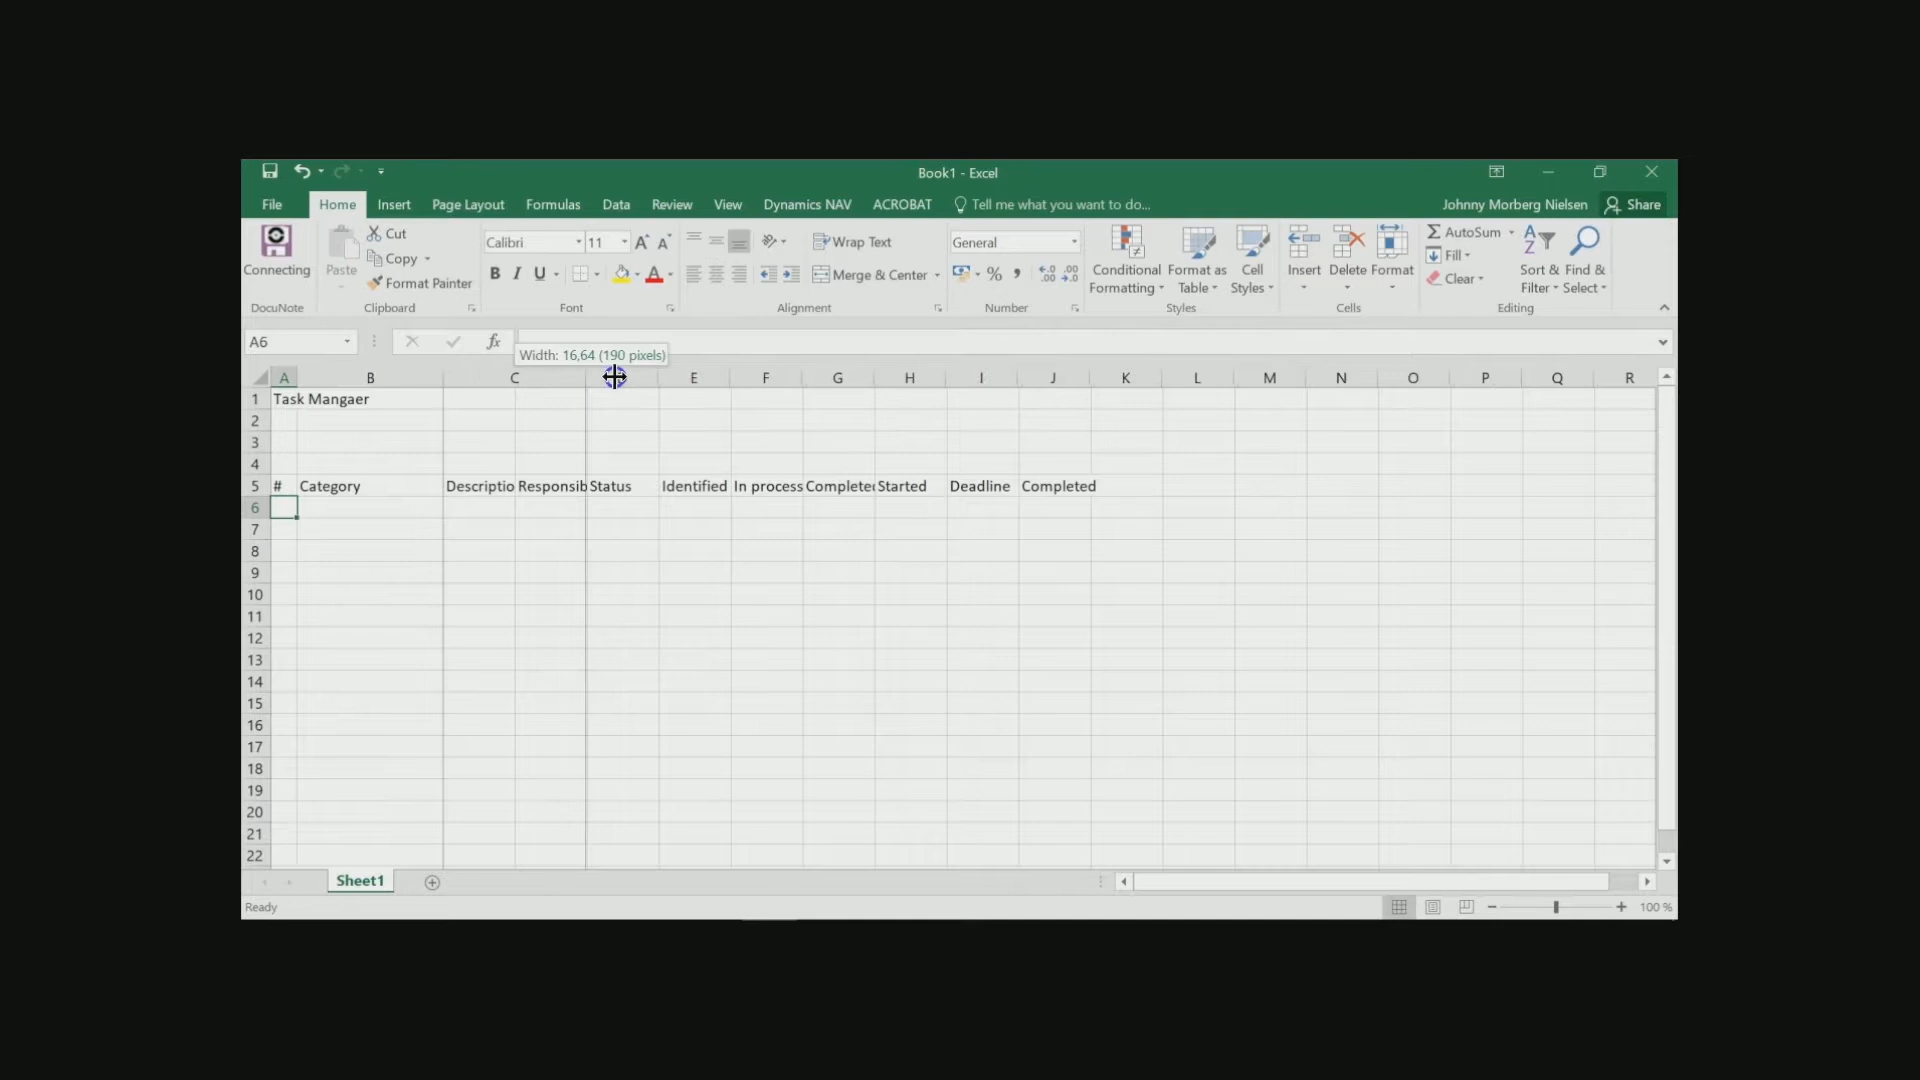 Book1 - Excel
File Home Insert Page Layout Formulas Data Review View Dynamics NAV ACROBAT Tell me what you want to do... Johnny Morberg Nielsen Share
Connecting
DocuNote
Paste
Cut
Copy
Format Painter
Clipboard
Calibri 11
B I U A
Font
Wrap Text
Merge & Center
Alignment
General
%
Number
Conditional Formatting
Format as Table
Cell Styles
Styles
Insert Delete Format
Cells
AutoSum
Fill
Clear
Sort & Filter
Find & Select
Editing
A6 fx
Width: 16,64 (190 pixels)
A B C E F G H I J K L M N O P Q R
1 Task Mangaer
2
3
4
5 # Category Descriptio Responsib Status Identified In process Complete Started Deadline Completed
6
7
8
9
10
11
12
13
14
15
16
17
18
19
20
21
22
Sheet1
Ready 100 %